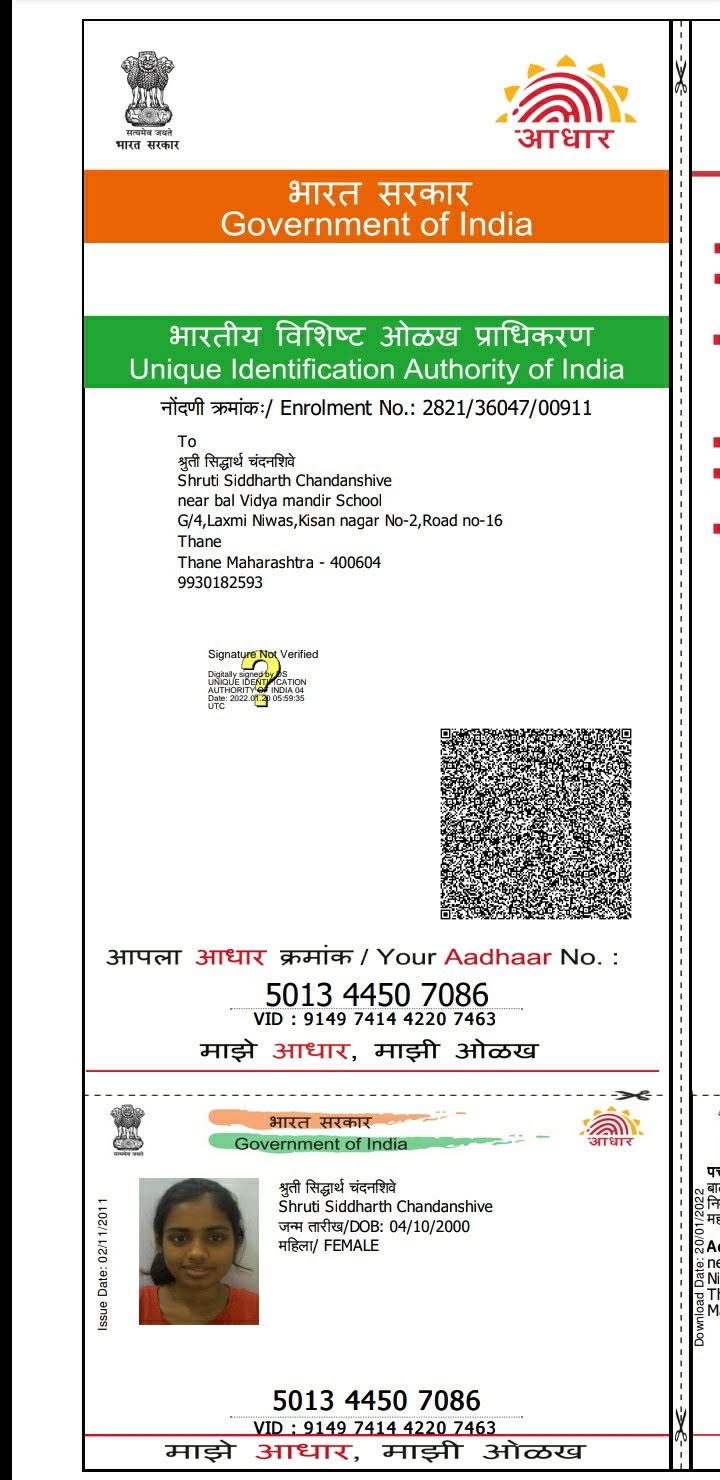 सत्यमेव जयते
भारत सरकार
आधार
भारत सरकार
Government of India
भारतीय विशिष्ट ओळख प्राधिकरण
Unique Identification Authority of India
नोंदणी क्रमांकः/ Enrolment No.: 2821/36047/00911
To
श्रुती सिद्धार्थ चंदनशिवे
Shruti Siddharth Chandanshive
near bal Vidya mandir School
G/4,Laxmi Niwas,Kisan nagar No-2,Road no-16
Thane
Thane Maharashtra - 400604
9930182593
Signature Not Verified
Digitally signed by DS
UNIQUE IDENTIFICATION
AUTHORITY OF INDIA 04
Date: 2022.01.20 05:59:35
UTC
आपला आधार क्रमांक / Your Aadhaar No. :
5013 4450 7086
VID : 9149 7414 4220 7463
माझे आधार, माझी ओळख
सत्यमेव जयते
भारत सरकार
Government of India
आधार
Issue Date: 02/11/2011
श्रुती सिद्धार्थ चंदनशिवे
Shruti Siddharth Chandanshive
जन्म तारीख/DOB: 04/10/2000
महिला/ FEMALE
5013 4450 7086
VID : 9149 7414 4220 7463
माझे आधार, माझी ओळख
Download Date: 20/01/2022